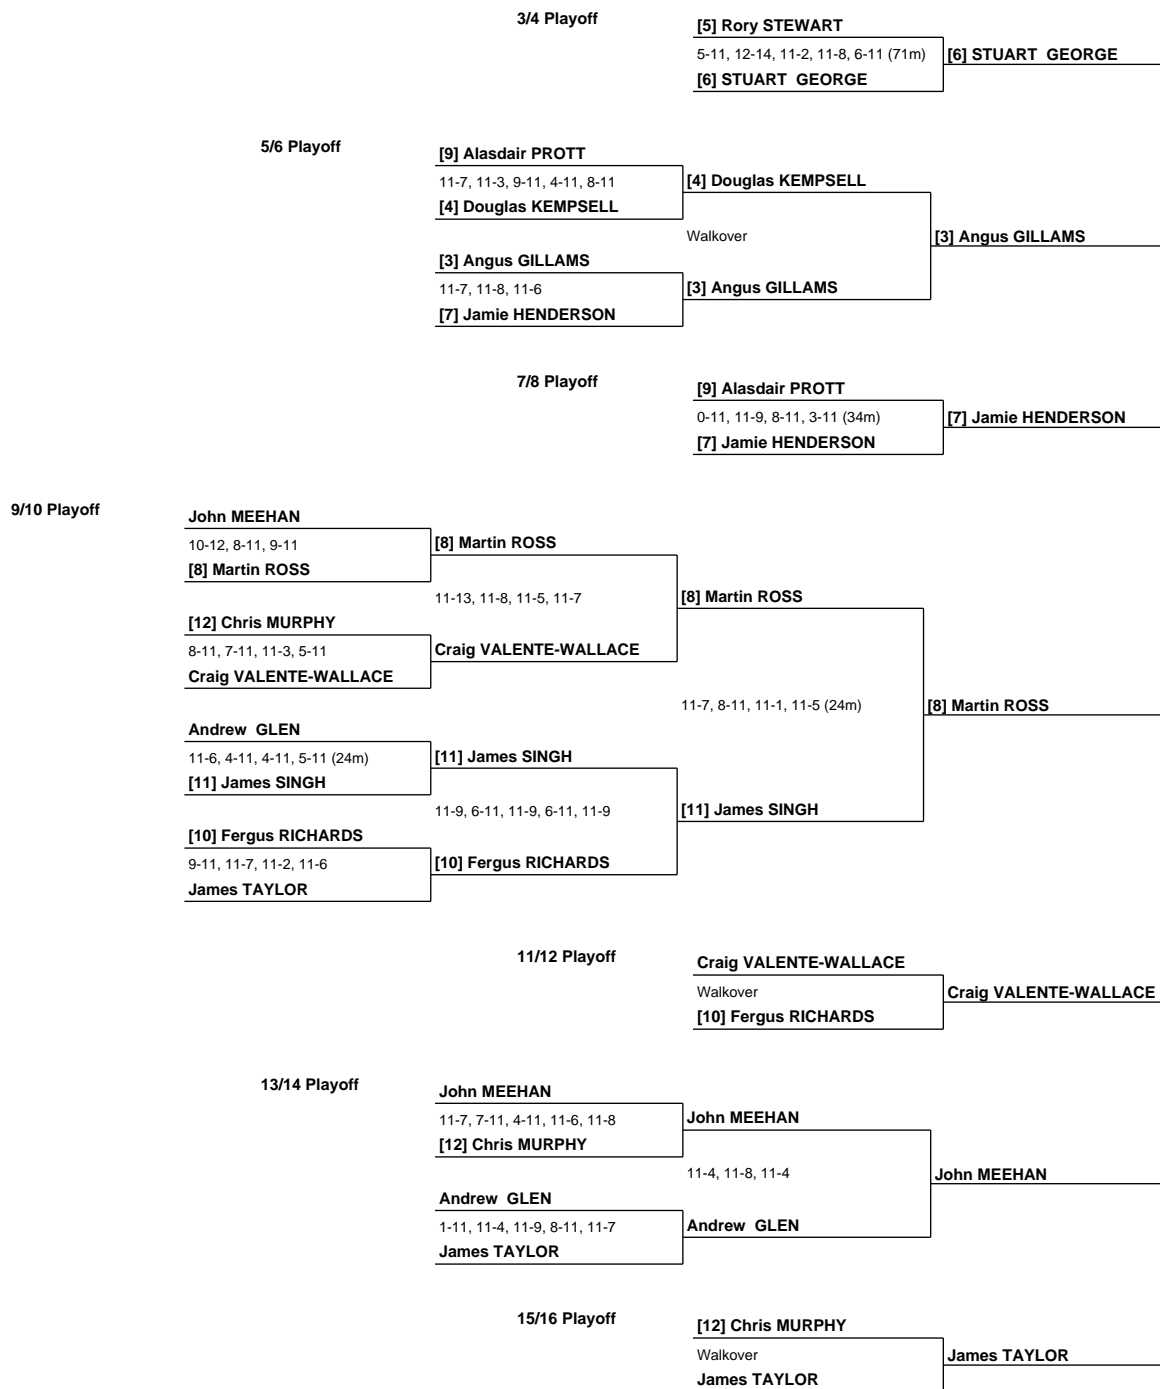 3/4 Playoff
[5] Rory STEWART
5-11, 12-14, 11-2, 11-8, 6-11 (71m)
[6] STUART  GEORGE
[6] STUART  GEORGE
5/6 Playoff
[9] Alasdair PROTT
11-7, 11-3, 9-11, 4-11, 8-11
[4] Douglas KEMPSELL
[4] Douglas KEMPSELL
Walkover
[3] Angus GILLAMS
[3] Angus GILLAMS
11-7, 11-8, 11-6
[3] Angus GILLAMS
[7] Jamie HENDERSON
7/8 Playoff
[9] Alasdair PROTT
0-11, 11-9, 8-11, 3-11 (34m)
[7] Jamie HENDERSON
[7] Jamie HENDERSON
9/10 Playoff
John MEEHAN
10-12, 8-11, 9-11
[8] Martin ROSS
[8] Martin ROSS
11-13, 11-8, 11-5, 11-7
[8] Martin ROSS
[12] Chris MURPHY
8-11, 7-11, 11-3, 5-11
Craig VALENTE-WALLACE
Craig VALENTE-WALLACE
11-7, 8-11, 11-1, 11-5 (24m)
[8] Martin ROSS
Andrew  GLEN
11-6, 4-11, 4-11, 5-11 (24m)
[11] James SINGH
[11] James SINGH
11-9, 6-11, 11-9, 6-11, 11-9
[11] James SINGH
[10] Fergus RICHARDS
9-11, 11-7, 11-2, 11-6
[10] Fergus RICHARDS
James TAYLOR
11/12 Playoff
Craig VALENTE-WALLACE
Walkover
Craig VALENTE-WALLACE
[10] Fergus RICHARDS
13/14 Playoff
John MEEHAN
11-7, 7-11, 4-11, 11-6, 11-8
John MEEHAN
[12] Chris MURPHY
11-4, 11-8, 11-4
John MEEHAN
Andrew  GLEN
1-11, 11-4, 11-9, 8-11, 11-7
Andrew  GLEN
James TAYLOR
15/16 Playoff
[12] Chris MURPHY
Walkover
James TAYLOR
James TAYLOR